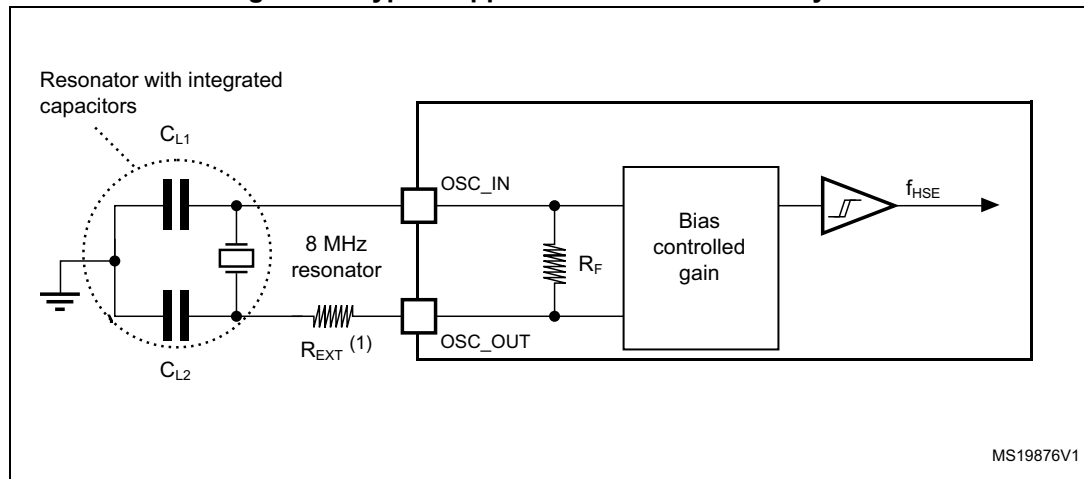 Resonator with integrated
capacitors
CL1
OSC_IN
fHSE
8 MHz
resonator
RF
Bias
controlled
gain
REXT (1)
OSC_OUT
CL2
MS19876V1